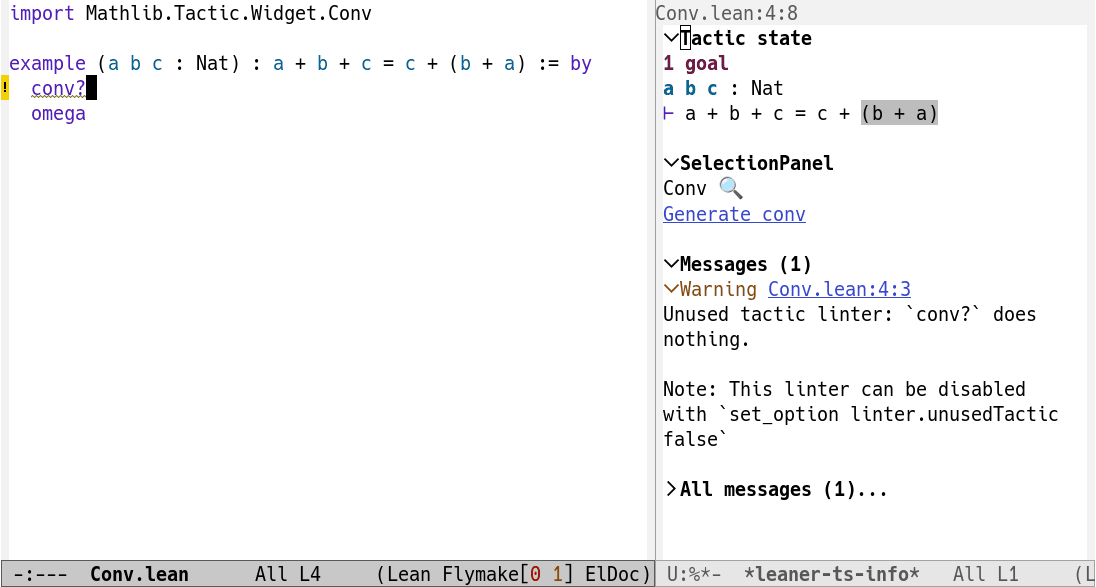 import Mathlib.Tactic.Widget.Conv
example (a b c : Nat) : a + b + c = c + (b + a) := by
! conv?
omega
-:--- Conv.lean All L4 (Lean Flymake[0 1] ElDoc)
Conv.lean:4:8
Tactic state
1 goal
a b c : Nat
⊢ a + b + c = c + (b + a)
SelectionPanel
Conv 🔍
Generate conv
Messages (1)
Warning Conv.lean:4:3
Unused tactic linter: `conv?` does
nothing.
Note: This linter can be disabled
with `set_option linter.unusedTactic
false`
All messages (1)...
U:%*- *leaner-ts-info* All L1 (L